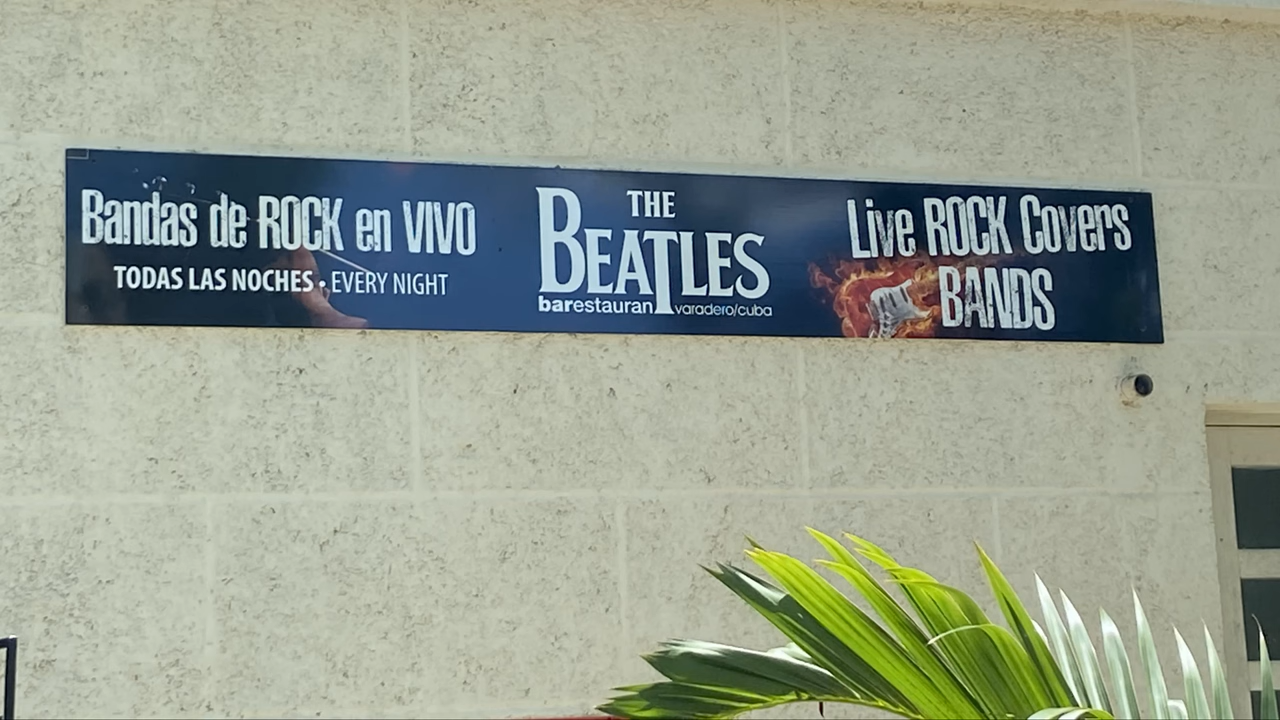 Bandas de ROCK en VIVO
TODAS LAS NOCHES • EVERY NIGHT
THE
BEATLES
barestauran varadero/cuba
Live ROCK Covers
BANDS